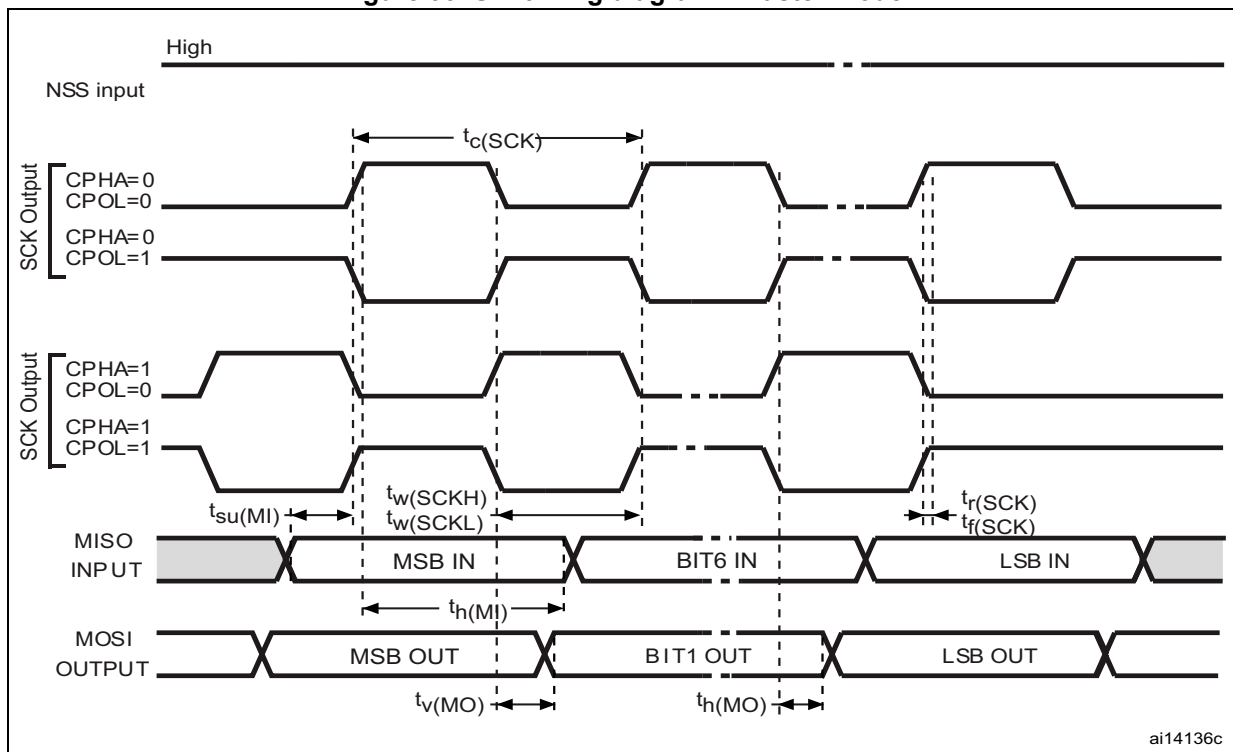 High
NSS input
tc(SCK)
SCK Output
CPHA=0
CPOL=0
CPHA=0
CPOL=1
SCK Output
CPHA=1
CPOL=0
CPHA=1
CPOL=1
tsu(MI)
tw(SCKH)
tw(SCKL)
tr(SCK)
tf(SCK)
MISO
INPUT
MSB IN
BIT6 IN
LSB IN
th(MI)
MOSI
OUTPUT
MSB OUT
BIT1 OUT
LSB OUT
tv(MO)
th(MO)
ai14136c